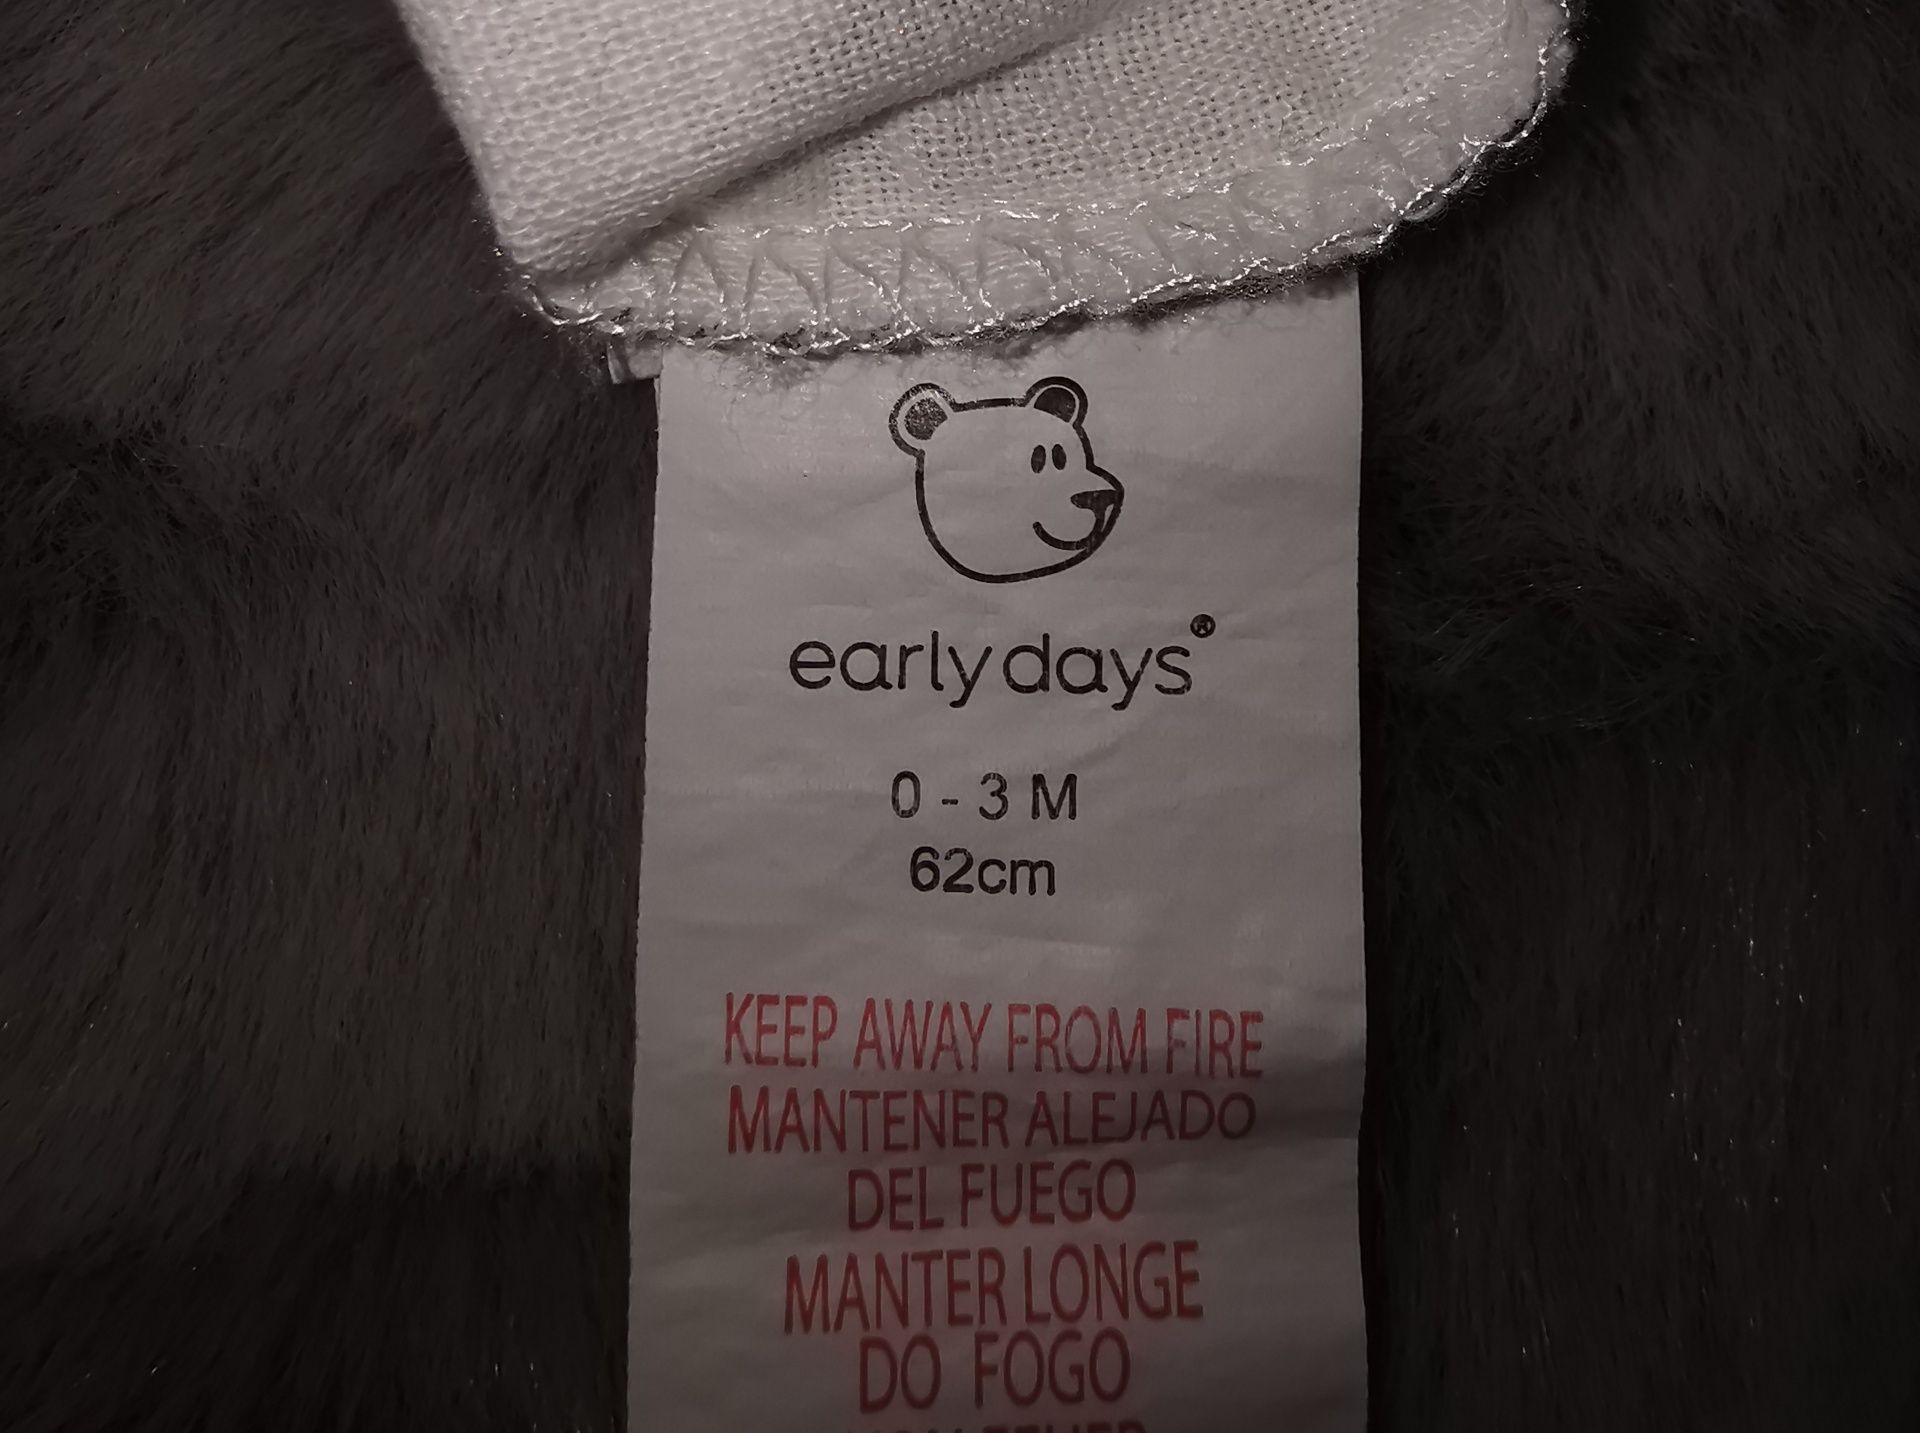 early days®
0 - 3 M
62cm
KEEP AWAY FROM FIRE
MANTENER ALEJADO
DEL FUEGO
MANTER LONGE
DO FOGO